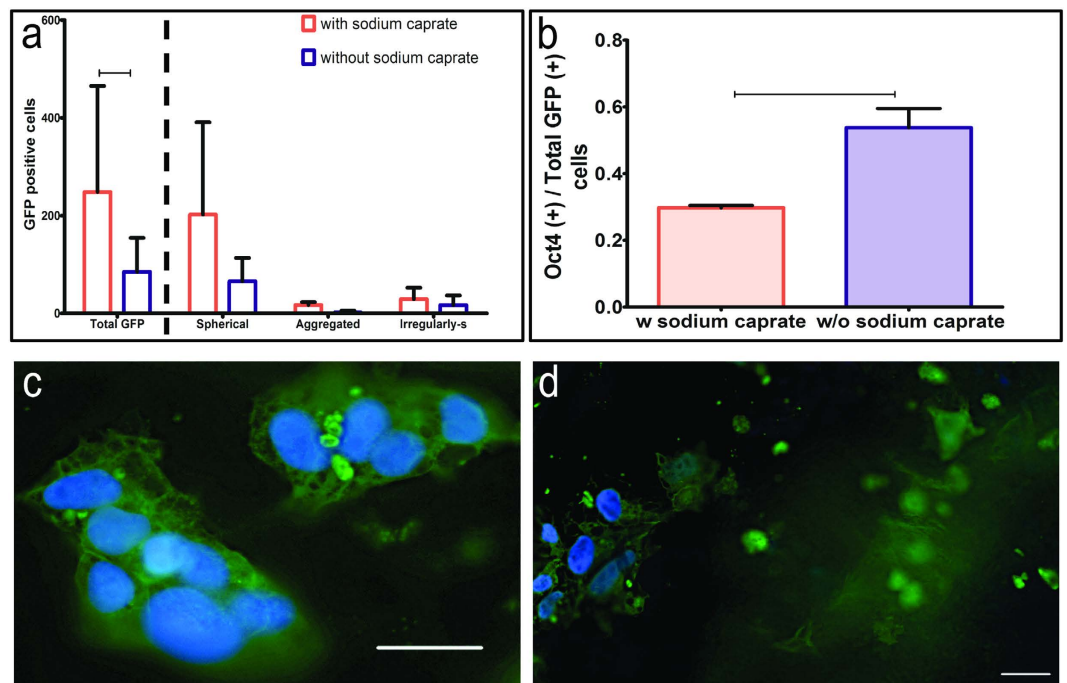 a
600
400
200
0
GFP positive cells
with sodium caprate
without sodium caprate
Total GFP
Spherical
Aggregated
Irregularly-s
b
0.8
0.6
0.4
0.2
0.0
Oct4 (+) / Total GFP (+)
cells
w sodium caprate
w/o sodium caprate
c
d